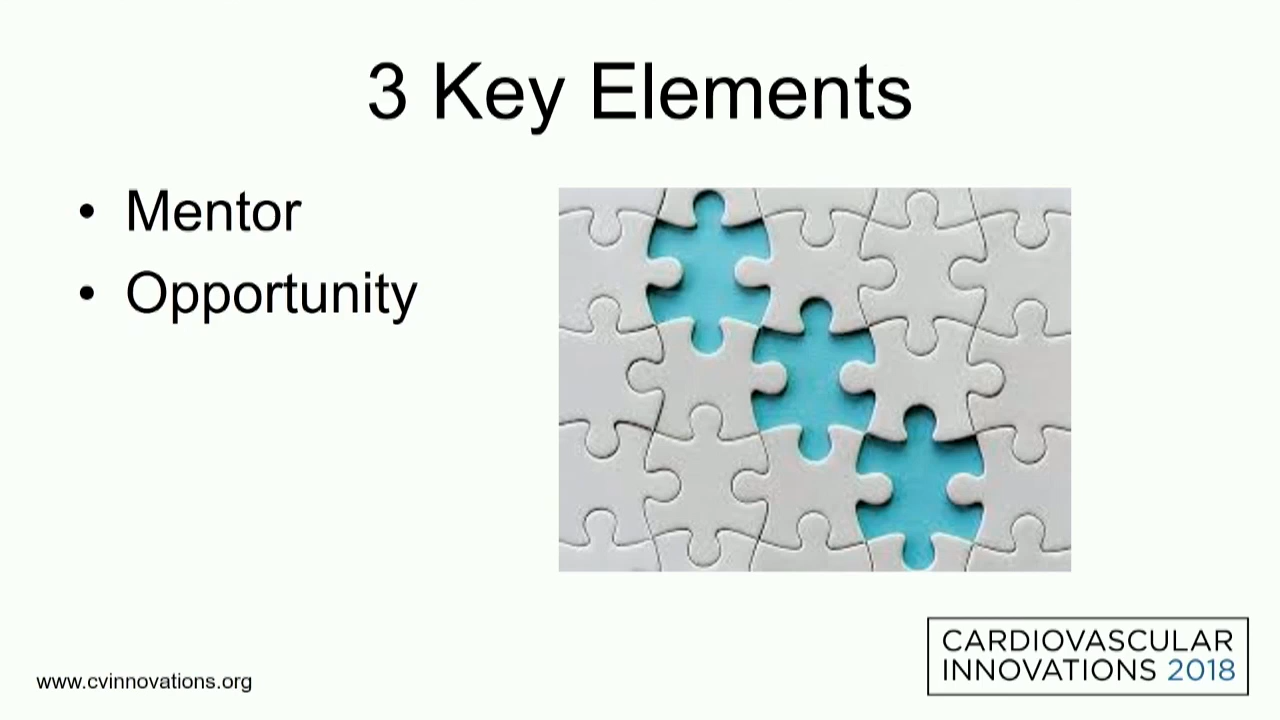 3 Key Elements
• Mentor
• Opportunity
www.cvinnovations.org
CARDIOVASCULAR
INNOVATIONS 2018